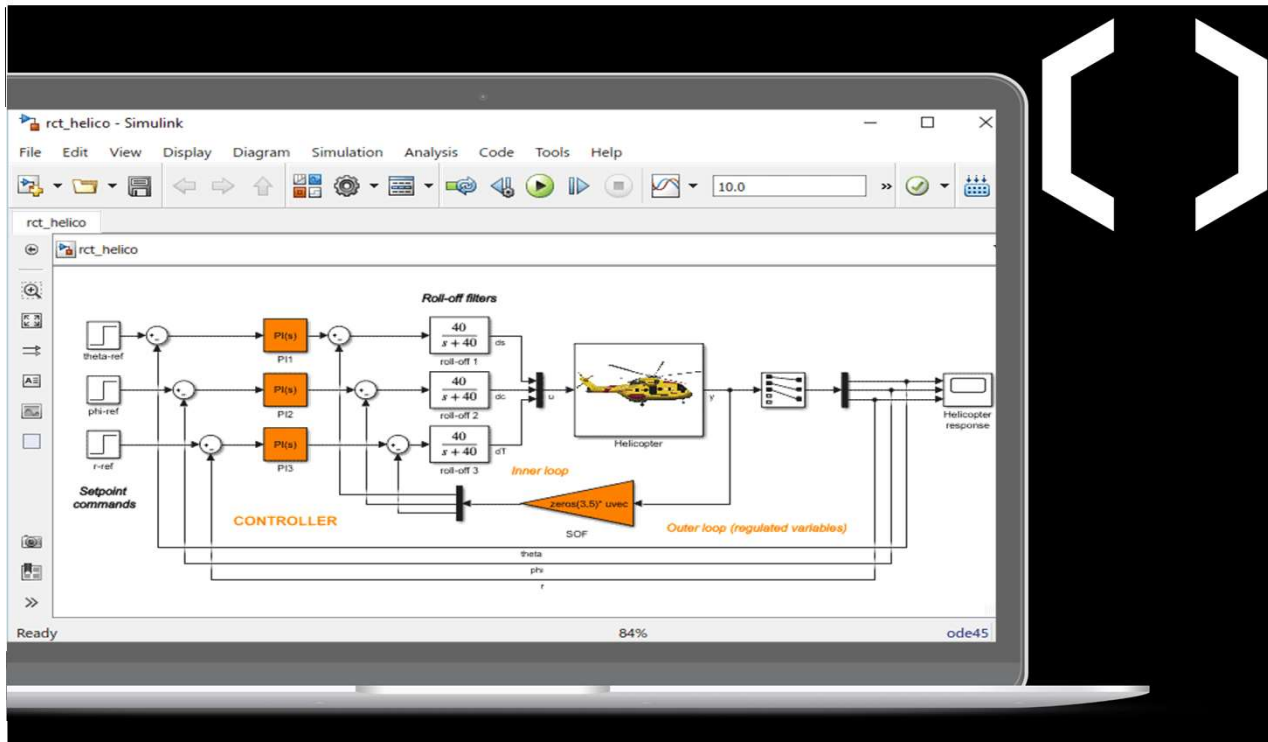 rct_helico - Simulink
File Edit View Display Diagram Simulation Analysis Code Tools Help
10.0
»
rct_helico
rct_helico
Roll-off filters
theta-ref
PI(s)
PI1
40
s + 40
roll-off 1
ds
phi-ref
PI(s)
PI2
40
s + 40
roll-off 2
dc
u
Helicopter
y
Helicopter
response
r-ref
PI(s)
PI3
40
s + 40
roll-off 3
dT
Inner loop
Setpoint
commands
CONTROLLER
zeros(3,5)* uvec
SOF
Outer loop (regulated variables)
theta
phi
r
»
Ready 84% ode45